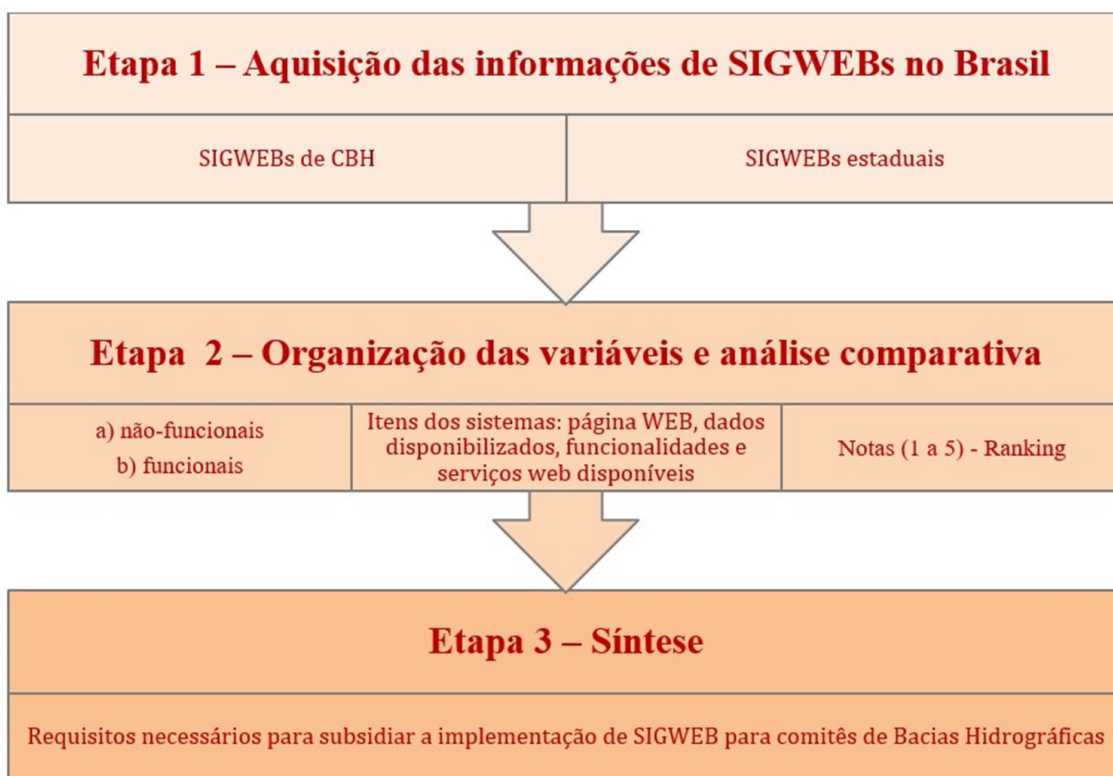 Etapa 1 – Aquisição das informações de SIGWEBs no Brasil
SIGWEBs de CBH
SIGWEBs estaduais
Etapa 2 – Organização das variáveis e análise comparativa
a) não-funcionais
b) funcionais
Itens dos sistemas: página WEB, dados
disponibilizados, funcionalidades e
serviços web disponíveis
Notas (1 a 5) - Ranking
Etapa 3 – Síntese
Requisitos necessários para subsidiar a implementação de SIGWEB para comitês de Bacias Hidrográficas